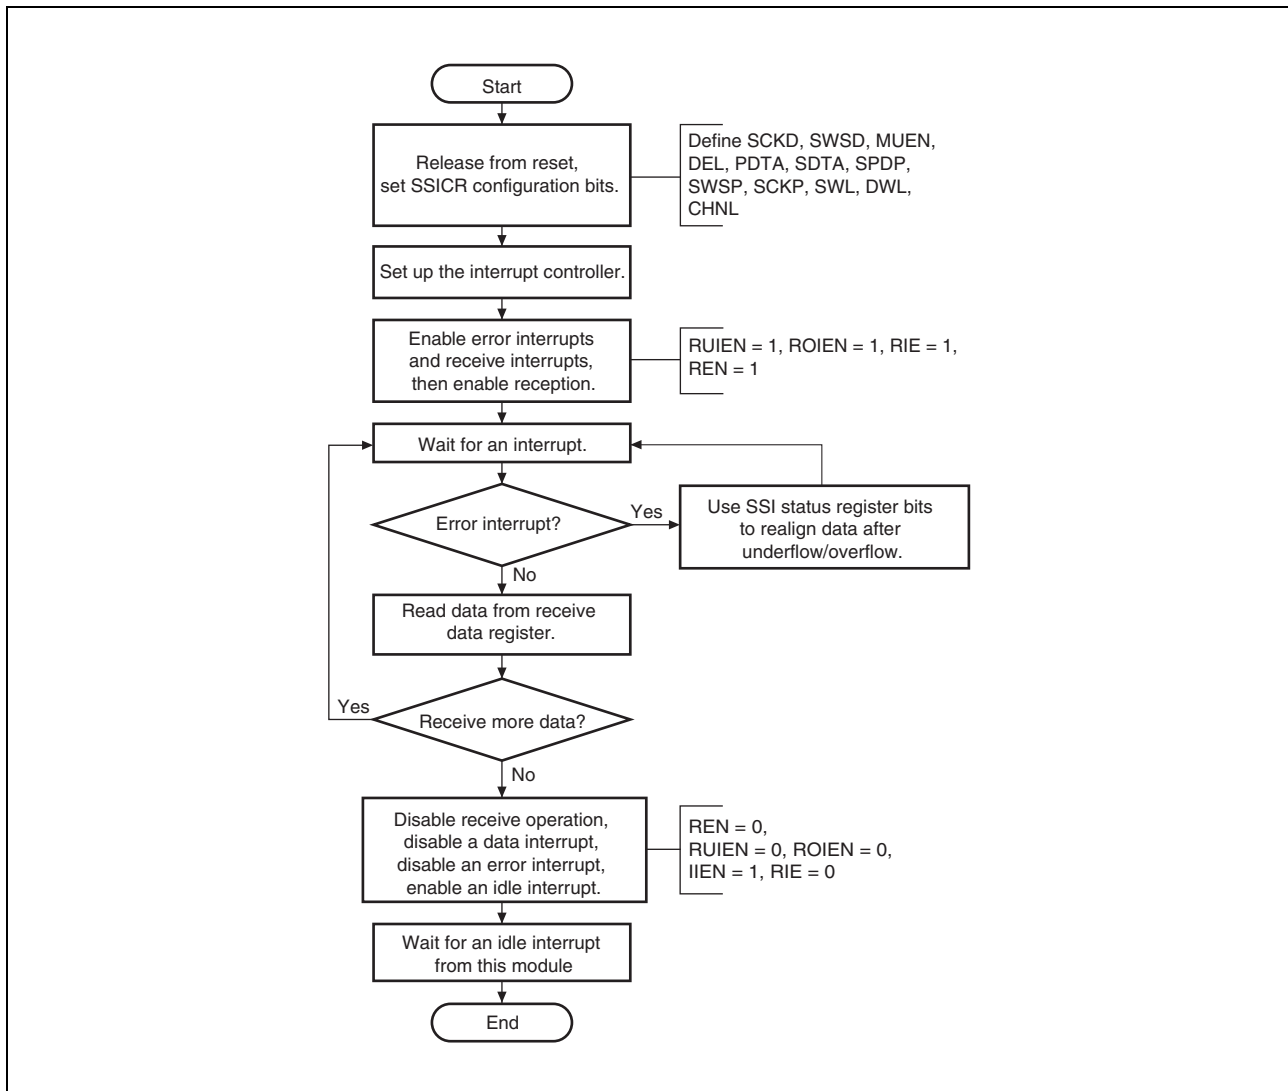 Start
Release from reset,
set SSICR configuration bits.
Define SCKD, SWSD, MUEN,
DEL, PDTA, SDTA, SPDP,
SWSP, SCKP, SWL, DWL,
CHNL
Set up the interrupt controller.
Enable error interrupts
and receive interrupts,
then enable reception.
RUIEN = 1, ROIEN = 1, RIE = 1,
REN = 1
Wait for an interrupt.
Error interrupt?
Yes
Use SSI status register bits
to realign data after
underflow/overflow.
No
Read data from receive
data register.
Yes
Receive more data?
No
Disable receive operation,
disable a data interrupt,
disable an error interrupt,
enable an idle interrupt.
REN = 0,
RUIEN = 0, ROIEN = 0,
IIEN = 1, RIE = 0
Wait for an idle interrupt
from this module
End